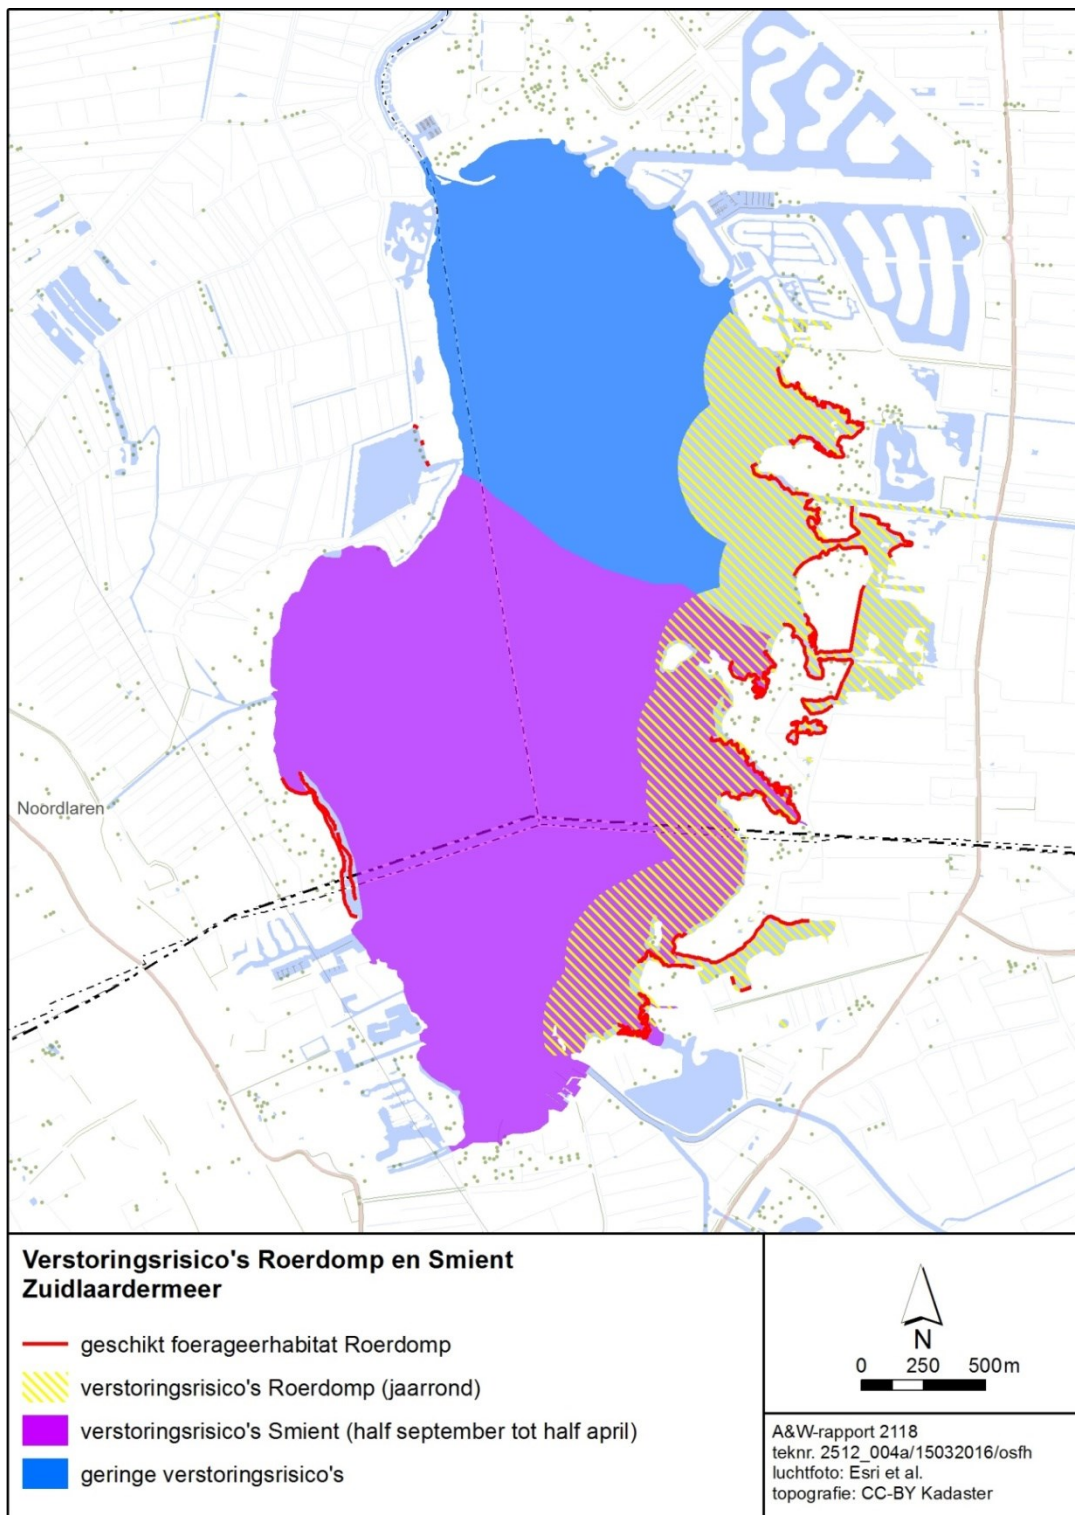 Noordlaren
Verstoringsrisico's Roerdomp en Smient
Zuidlaardermeer
geschikt foerageerhabitat Roerdomp
verstoringsrisico's Roerdomp (jaarrond)
verstoringsrisico's Smient (half september tot half april)
geringe verstoringsrisico's
N
0 250 500m
A&W-rapport 2118
teknr. 2512_004a/15032016/osfh
luchtfoto: Esri et al.
topografie: CC-BY Kadaster